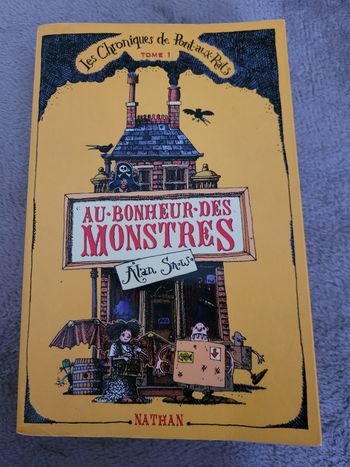 Les Chroniques de Pont-aux-Rats
TOME 1
AU·BONHEUR·DES
MONSTRES
Alan Snow
NATHAN